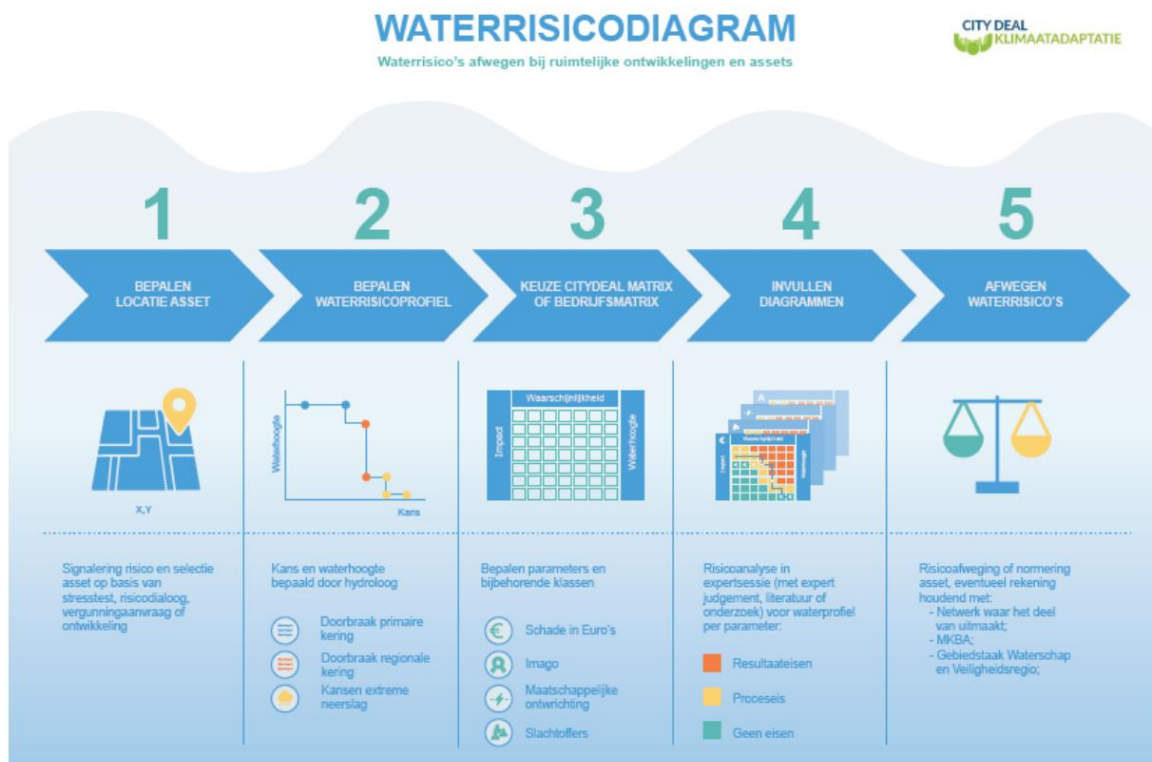 WATERRISICODIAGRAM
Waterrisico's afwegen bij ruimtelijke ontwikkelingen en assets
CITY DEAL
KLIMAATADAPTATIE
1
BEPALEN
LOCATIE ASSET
2
BEPALEN
WATERRISICOPROFIEL
3
KEUZE CITYDEAL MATRIX
OF BEDRIJFSMATRIX
4
INVULLEN
DIAGRAMMEN
5
AFWEGEN
WATERRISICO'S
X,Y
Waterhoogte
Kans
Waarschijnlijkheid
Impact
Waterhoogte
A
€
Waarschijnlijkheid
Impact
Waterhoogte
Signalering risico en selectie
asset op basis van
stresstest, risicodialoog,
vergunningaanvraag of
ontwikkeling
Kans en waterhoogte
bepaald door hydroloog
Doorbraak primaire
kering
Doorbraak regionale
kering
Kansen extreme
neerslag
Bepalen parameters en
bijbehorende klassen
€
Schade in Euro's
Imago
Maatschappelijke
ontwrichting
Slachtoffers
Risicoanalyse in
expertsessie (met expert
judgement, literatuur of
onderzoek) voor waterprofiel
per parameter:
Resultaateisen
Proceseis
Geen eisen
Risicoafweging of normering
asset, eventueel rekening
houdend met:
- Netwerk waar het deel
van uitmaakt;
- MKBA;
- Gebiedstaak Waterschap
en Veiligheidsregio;